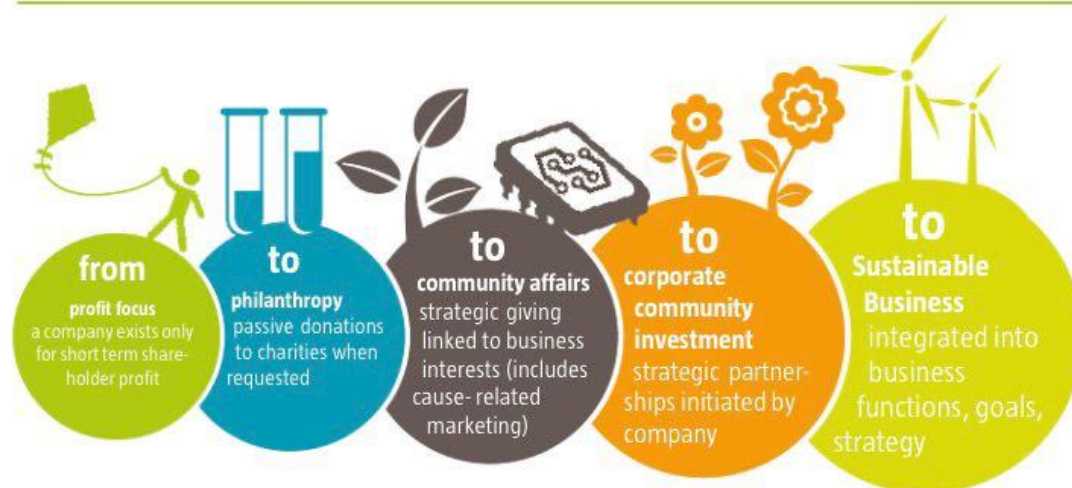 from
profit focus
a company exists only
for short term share-
holder profit
to
philanthropy
passive donations
to charities when
requested
to
community affairs
strategic giving
linked to business
interests (includes
cause- related
marketing)
to
corporate
community
investment
strategic partner-
ships initiated by
company
to
Sustainable
Business
integrated into
business
functions, goals,
strategy